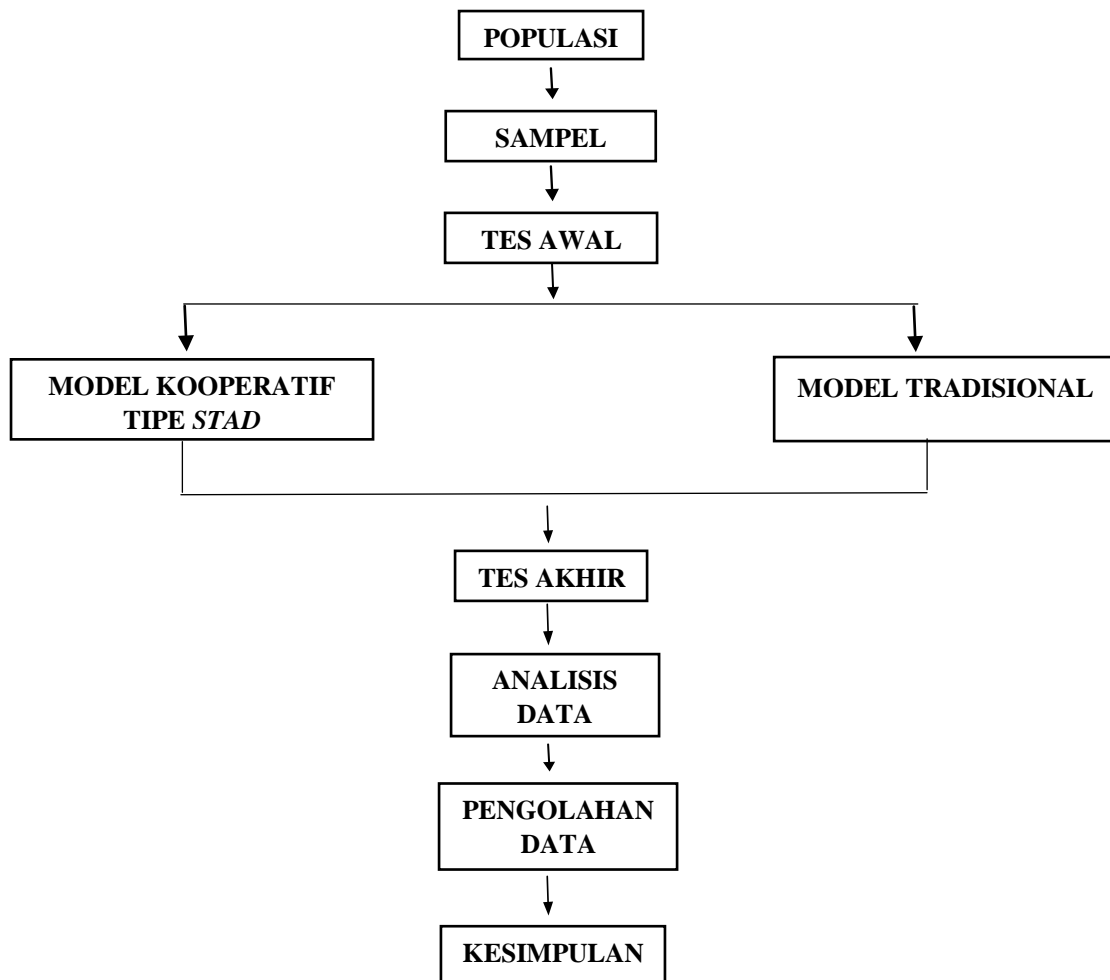 POPULASI
SAMPEL
TES AWAL
MODEL KOOPERATIF
TIPE STAD
MODEL TRADISIONAL
TES AKHIR
ANALISIS
DATA
PENGOLAHAN
DATA
KESIMPULAN